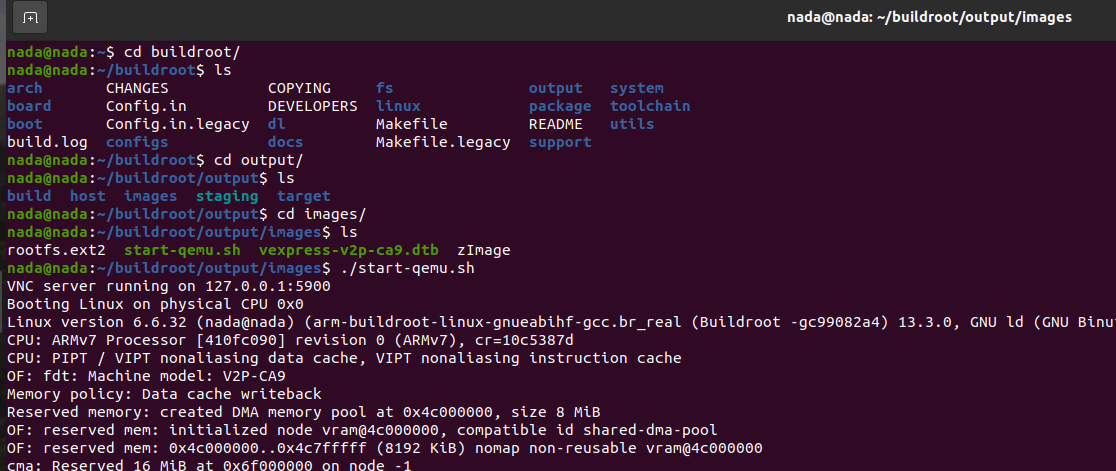 nada@nada: ~/buildroot/output/images
nada@nada:~$ cd buildroot/
nada@nada:~/buildroot$ ls
arch CHANGES COPYING fs output system
board Config.in DEVELOPERS linux package toolchain
boot Config.in.legacy dl Makefile README utils
build.log configs docs Makefile.legacy support
nada@nada:~/buildroot$ cd output/
nada@nada:~/buildroot/output$ ls
build host images staging target
nada@nada:~/buildroot/output$ cd images/
nada@nada:~/buildroot/output/images$ ls
rootfs.ext2 start-qemu.sh vexpress-v2p-ca9.dtb zImage
nada@nada:~/buildroot/output/images$ ./start-qemu.sh
VNC server running on 127.0.0.1:5900
Booting Linux on physical CPU 0x0
Linux version 6.6.32 (nada@nada) (arm-buildroot-linux-gnueabihf-gcc.br_real (Buildroot -gc99082a4) 13.3.0, GNU ld (GNU Binu
CPU: ARMv7 Processor [410fc090] revision 0 (ARMv7), cr=10c5387d
CPU: PIPT / VIPT nonaliasing data cache, VIPT nonaliasing instruction cache
OF: fdt: Machine model: V2P-CA9
Memory policy: Data cache writeback
Reserved memory: created DMA memory pool at 0x4c000000, size 8 MiB
OF: reserved mem: initialized node vram@4c000000, compatible id shared-dma-pool
OF: reserved mem: 0x4c000000..0x4c7fffff (8192 KiB) nomap non-reusable vram@4c000000
cma: Reserved 16 MiB at 0x6f000000 on node -1